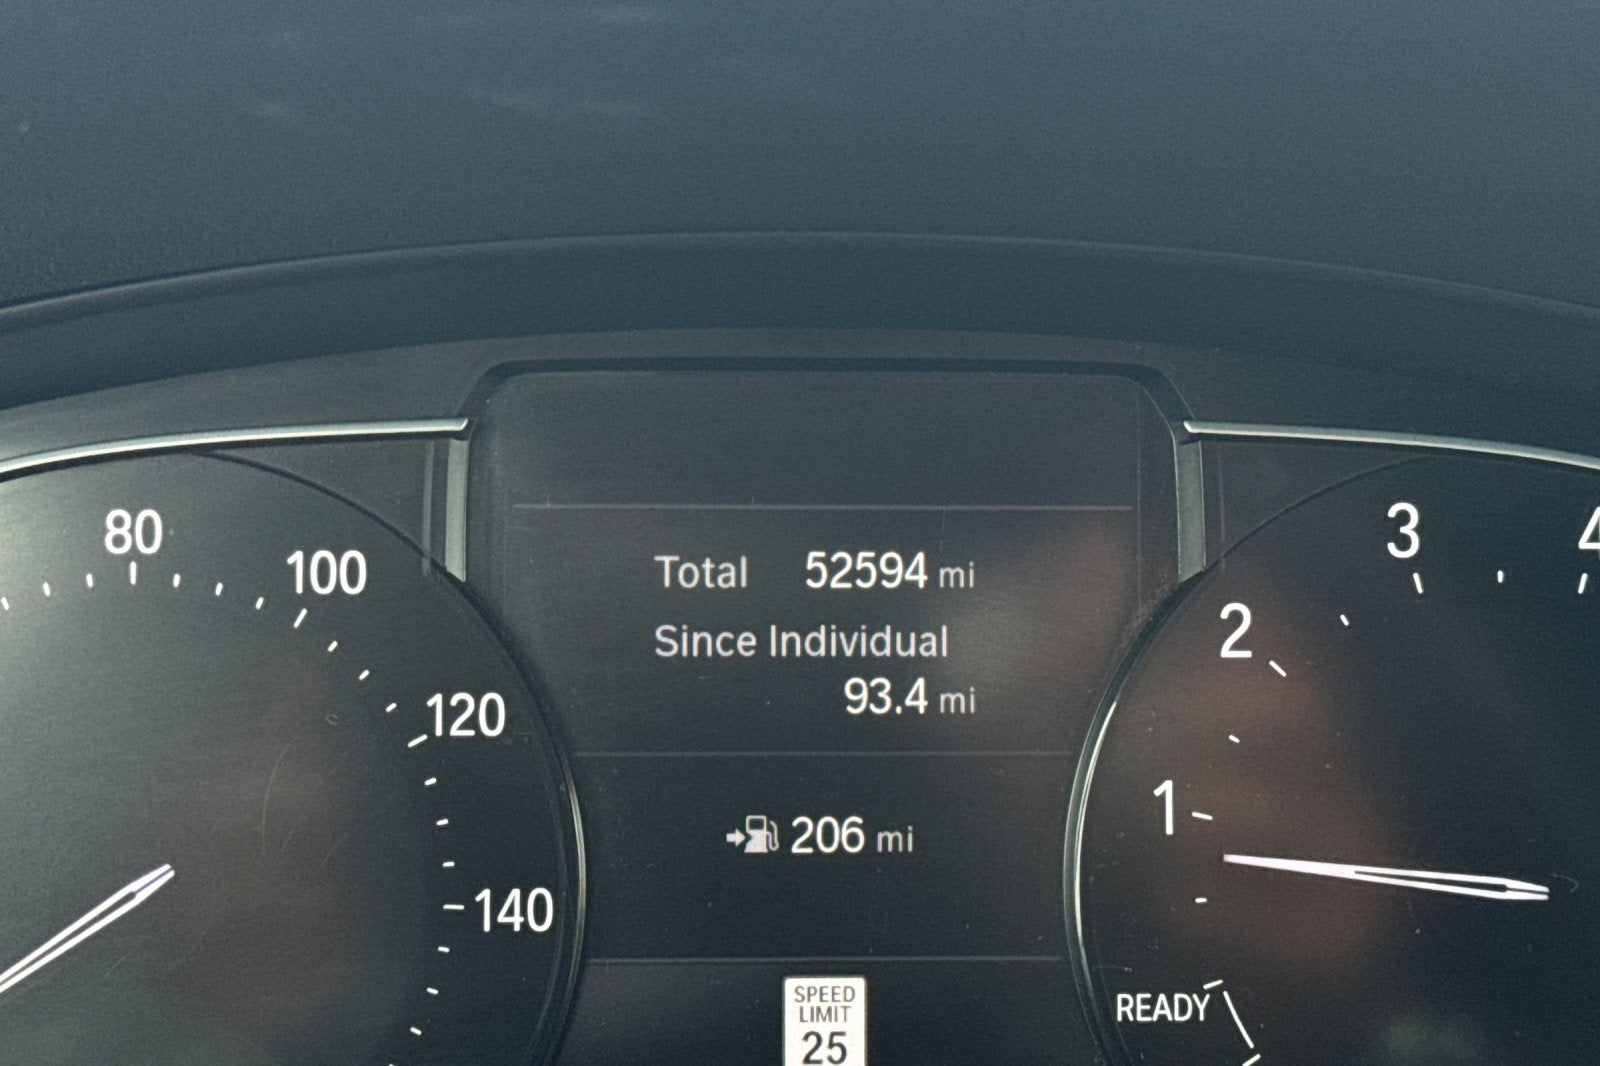 80
100
120
140
Total 52594 mi
Since Individual
93.4 mi
206 mi
SPEED
LIMIT
25
3
2
1
READY
4